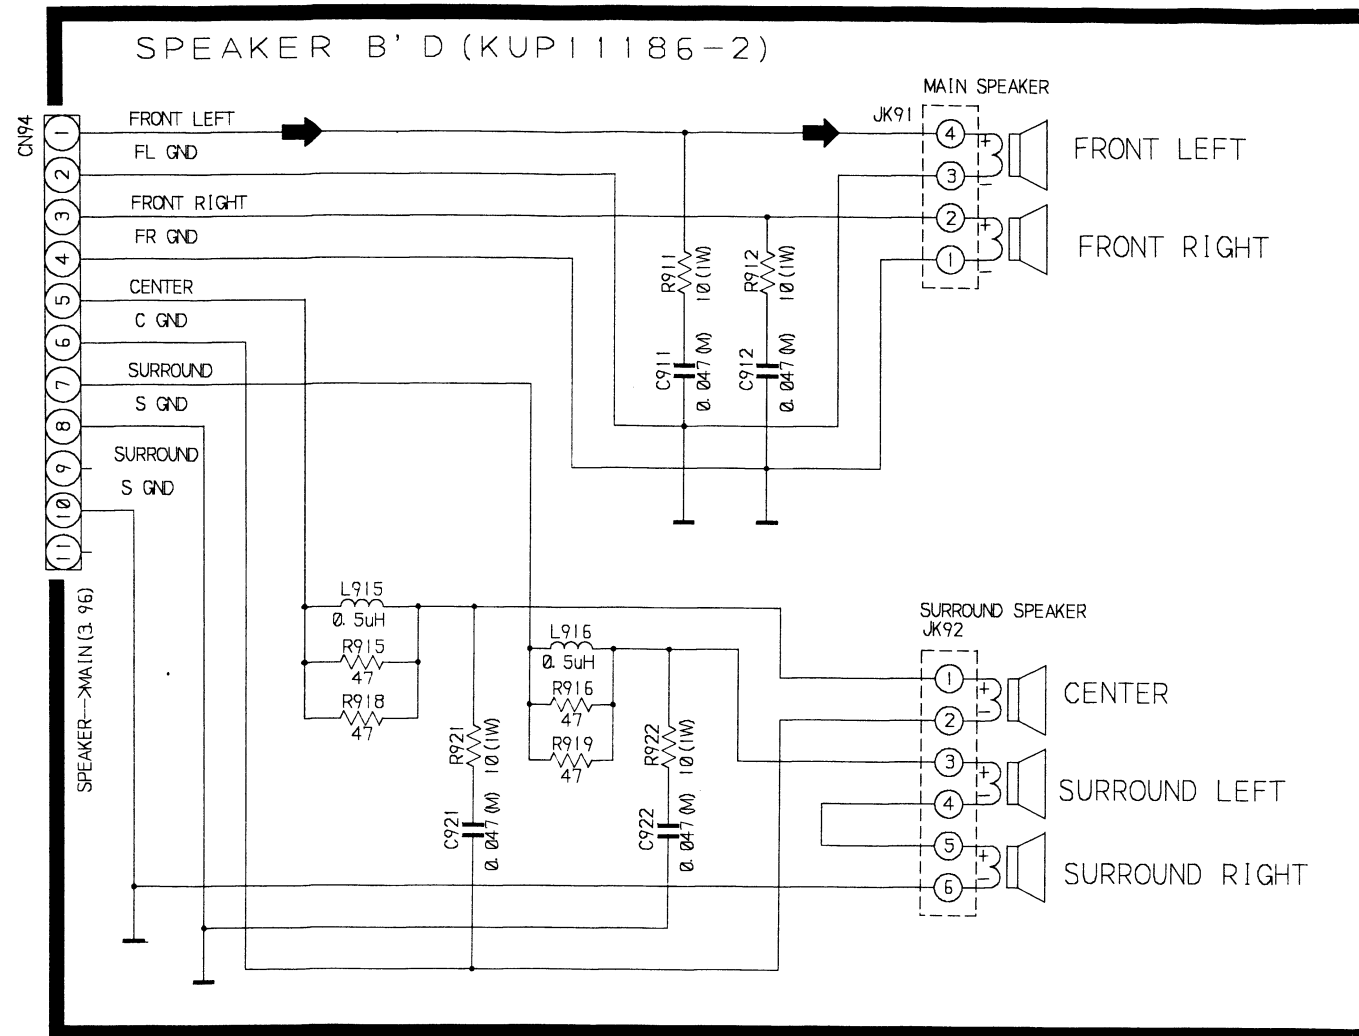 SPEAKER B'D(KUP11186-2)
MAIN SPEAKER
CN94
JK91
1
FRONT LEFT
4
FL GND
FRONT LEFT
+
2
3
-
3
FRONT RIGHT
2
+
FR GND
FRONT RIGHT
4
1
-
R911
10(1W)
R912
10(1W)
5
CENTER
C GND
6
C911
0.047(M)
C912
0.047(M)
7
SURROUND
S GND
8
SURROUND
9
S GND
10
11
SPEAKER-->MAIN(3.96)
L915
0.5uH
R915
47
R918
47
L916
0.5uH
R916
47
R919
47
SURROUND SPEAKER
JK92
1
+
CENTER
2
-
R921
10(1W)
R922
10(1W)
3
+
SURROUND LEFT
4
-
C921
0.047(M)
C922
0.047(M)
5
+
SURROUND RIGHT
6
-